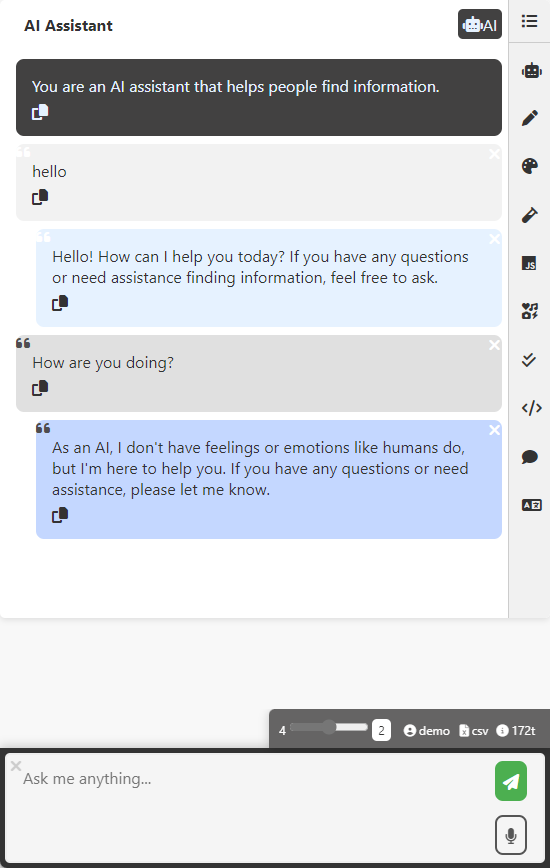 AI Assistant
AI
You are an AI assistant that helps people find information.
hello
Hello! How can I help you today? If you have any questions
or need assistance finding information, feel free to ask.
How are you doing?
As an AI, I don't have feelings or emotions like humans do,
but I'm here to help you. If you have any questions or need
assistance, please let me know.
JS
A
4 2 demo csv 172t
Ask me anything...